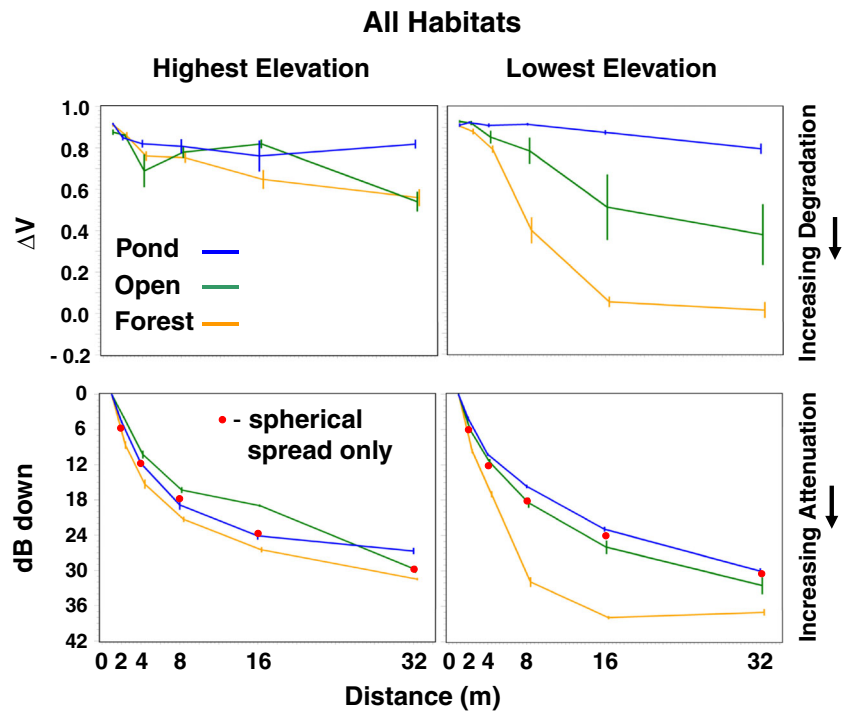 All Habitats
Highest Elevation
Lowest Elevation
1.0
0.8
0.6
0.4
0.2
0.0
- 0.2
ΔV
Pond
Open
Forest
Increasing Degradation
0
6
12
18
24
30
36
42
dB down
- spherical
spread only
Increasing Attenuation
0 2 4 8 16 32
0 2 4 8 16 32
Distance (m)